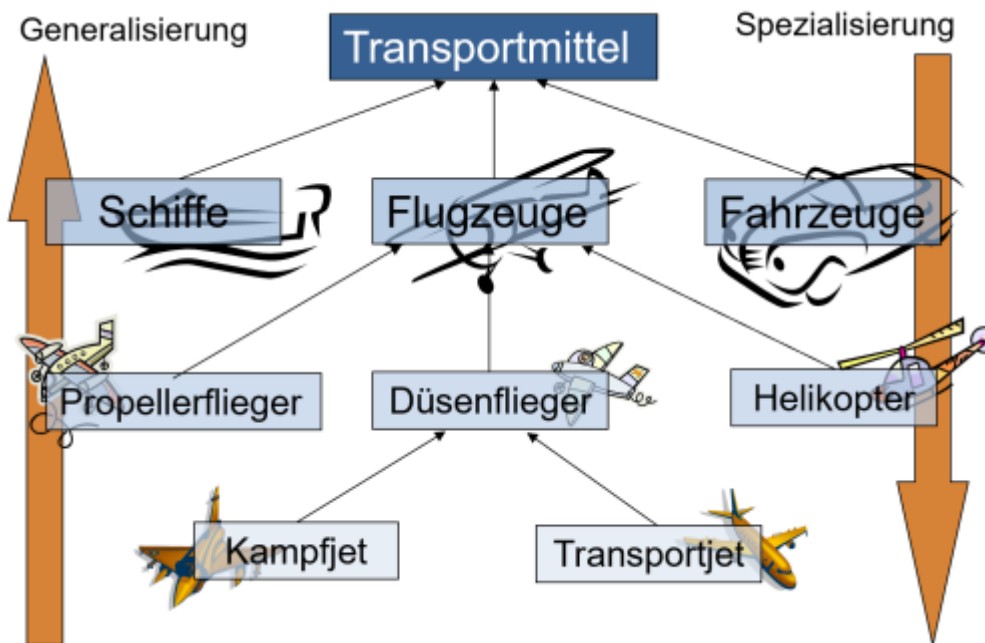 Generalisierung
Transportmittel
Spezialisierung
Schiffe
Flugzeuge
Fahrzeuge
Propellerflieger
Düsenflieger
Helikopter
Kampfjet
Transportjet